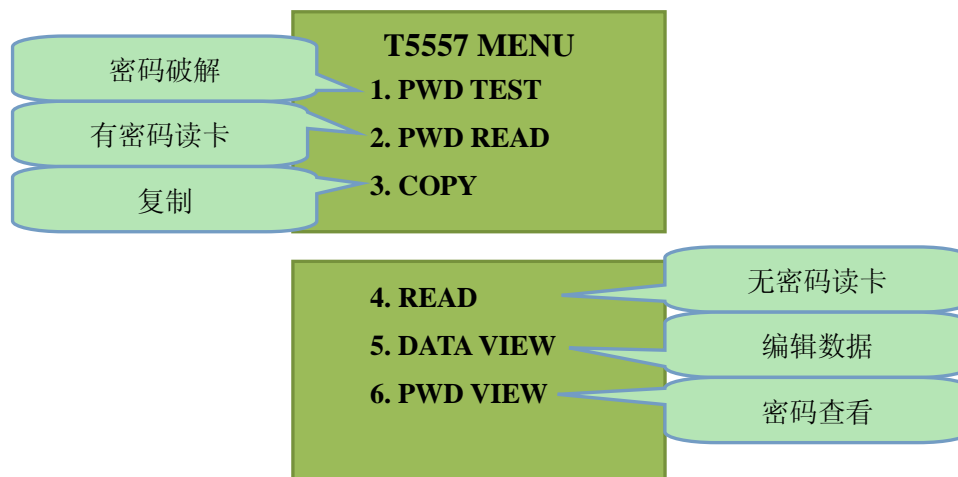 T5557 MENU
密码破解
1. PWD TEST
有密码读卡
2. PWD READ
复制
3. COPY
4. READ
无密码读卡
5. DATA VIEW
编辑数据
6. PWD VIEW
密码查看